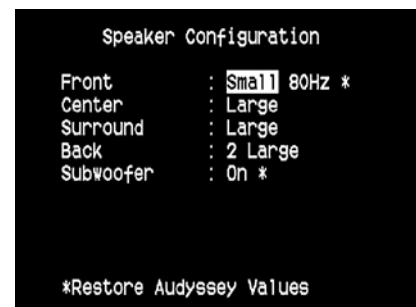 Speaker Configuration
Front : Small 80Hz *
Center : Large
Surround : Large
Back : 2 Large
Subwoofer : On *
*Restore Audyssey Values